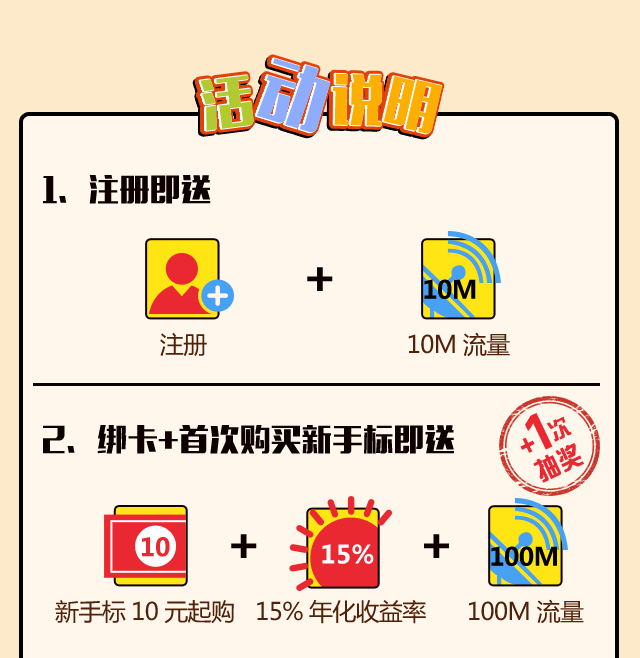 活动说明
1、注册即送
+
10M
注册
10M 流量
2、绑卡+首次购买新手标即送
+1次
抽奖
10
+
15%
+
100M
新手标 10 元起购
15% 年化收益率
100M 流量